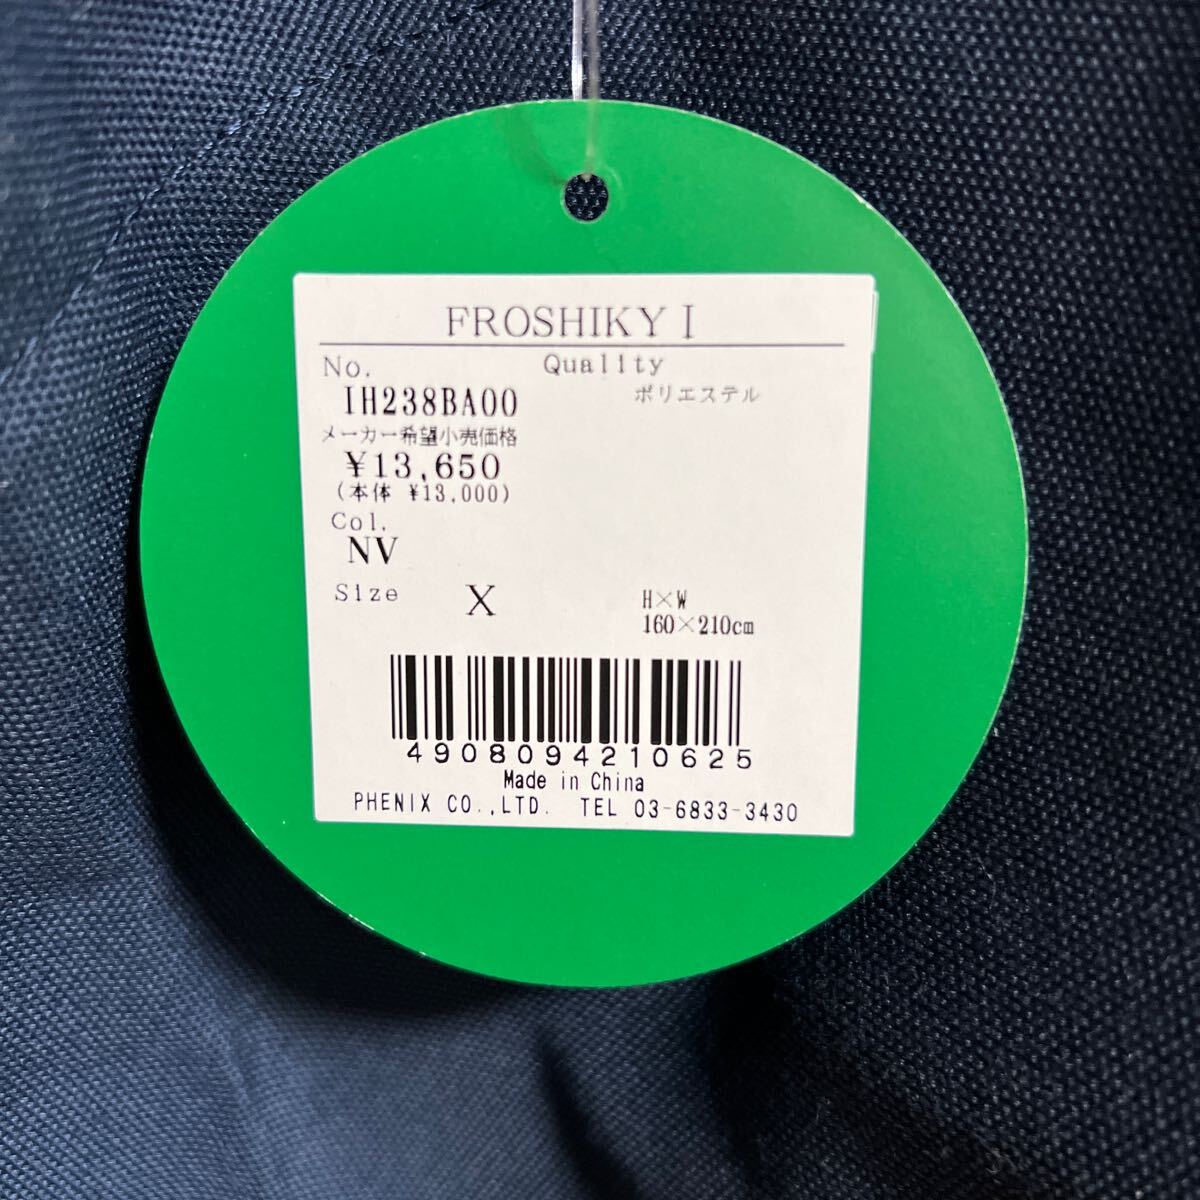 FROSHIKY I
No. Quality
IH238BA00 ポリエステル
メーカー希望小売価格
¥13,650
(本体 ¥13,000)
Col.
NV
Size X H×W
160×210cm
4908094210625
Made in China
PHENIX CO.,LTD. TEL 03-6833-3430